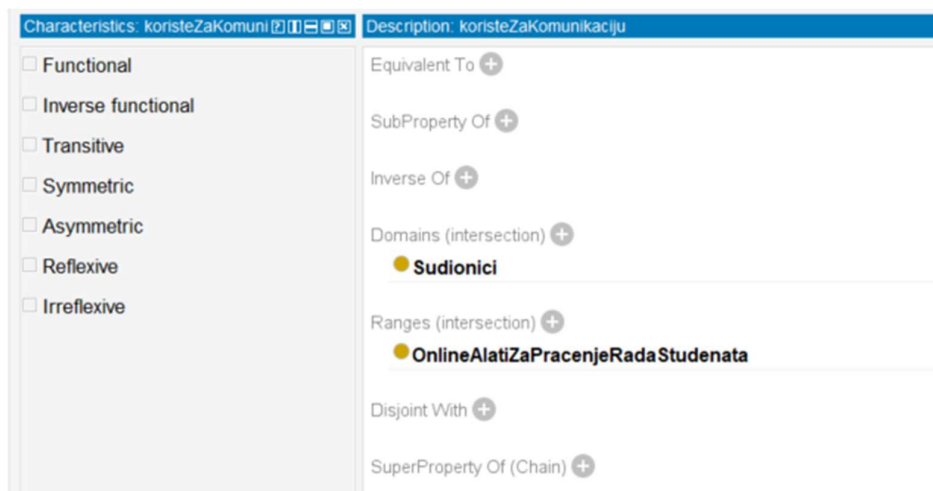 Characteristics: koristeZaKomuni
Functional
Inverse functional
Transitive
Symmetric
Asymmetric
Reflexive
Irreflexive
Description: koristeZaKomunikaciju
Equivalent To
SubProperty Of
Inverse Of
Domains (intersection)
Sudionici
Ranges (intersection)
OnlineAlatiZaPracenjeRadaStudenata
Disjoint With
SuperProperty Of (Chain)